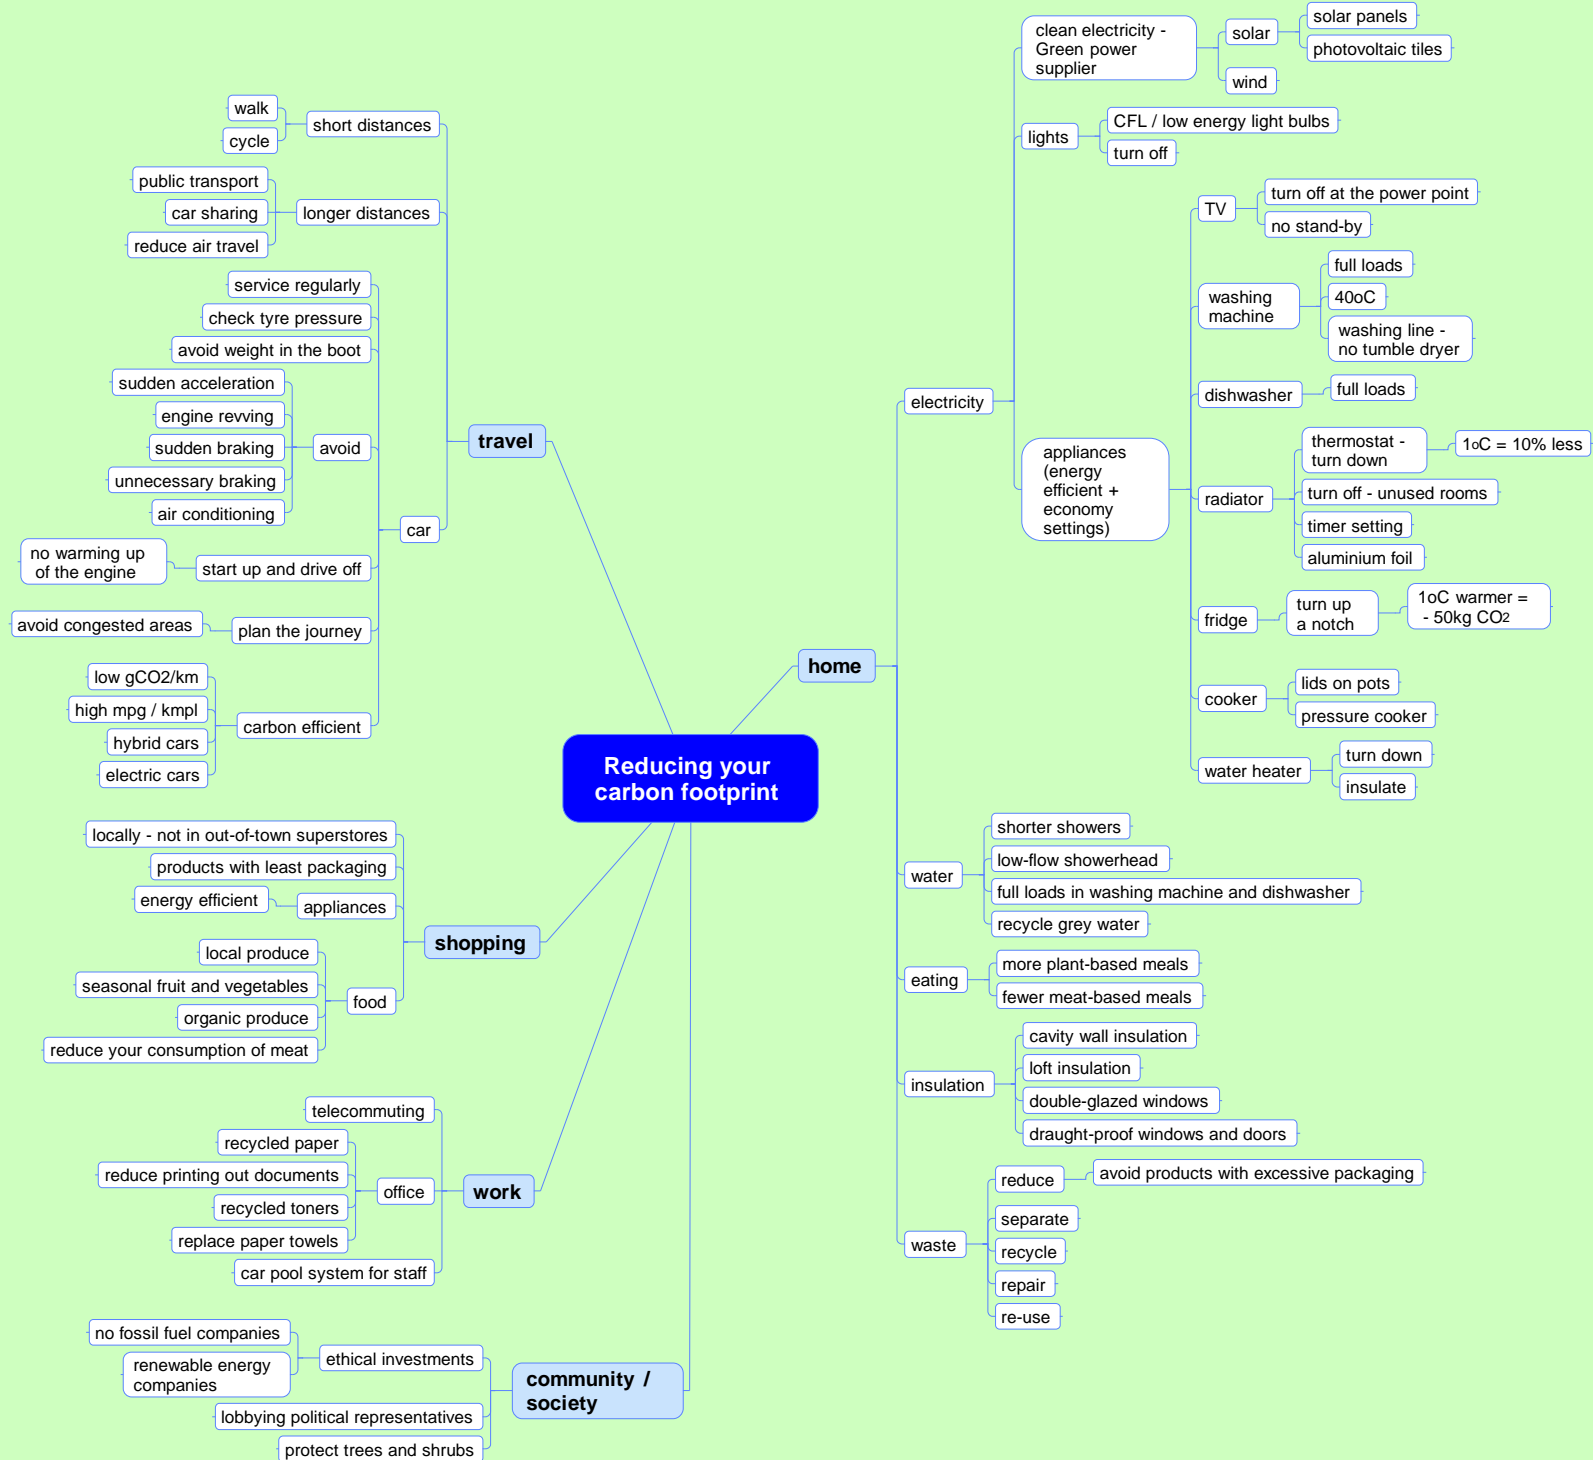 Reducing your
carbon footprint
travel
short distances
walk
cycle
longer distances
public transport
car sharing
reduce air travel
car
service regularly
check tyre pressure
avoid weight in the boot
avoid
sudden acceleration
engine revving
sudden braking
unnecessary braking
air conditioning
start up and drive off
no warming up
of the engine
plan the journey
avoid congested areas
carbon efficient
low gCO2/km
high mpg / kmpl
hybrid cars
electric cars
shopping
locally - not in out-of-town superstores
products with least packaging
appliances
energy efficient
food
local produce
seasonal fruit and vegetables
organic produce
reduce your consumption of meat
work
telecommuting
office
recycled paper
reduce printing out documents
recycled toners
replace paper towels
car pool system for staff
community /
society
ethical investments
no fossil fuel companies
renewable energy
companies
lobbying political representatives
protect trees and shrubs
home
electricity
clean electricity -
Green power
supplier
solar
solar panels
photovoltaic tiles
wind
lights
CFL / low energy light bulbs
turn off
appliances
(energy
efficient +
economy
settings)
TV
turn off at the power point
no stand-by
washing
machine
full loads
40oC
washing line -
no tumble dryer
dishwasher
full loads
radiator
thermostat -
turn down
1oC = 10% less
turn off - unused rooms
timer setting
aluminium foil
fridge
turn up
a notch
1oC warmer =
- 50kg CO2
cooker
lids on pots
pressure cooker
water heater
turn down
insulate
water
shorter showers
low-flow showerhead
full loads in washing machine and dishwasher
recycle grey water
eating
more plant-based meals
fewer meat-based meals
insulation
cavity wall insulation
loft insulation
double-glazed windows
draught-proof windows and doors
waste
reduce
avoid products with excessive packaging
separate
recycle
repair
re-use